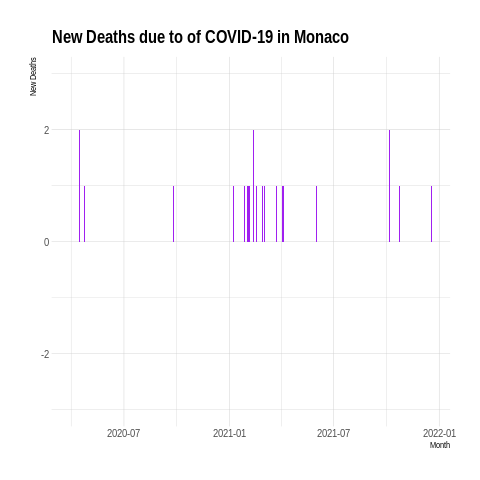 New Deaths due to of COVID-19 in Monaco
New Deaths
2
0
-2
2020-07 2021-01 2021-07 2022-01
Month